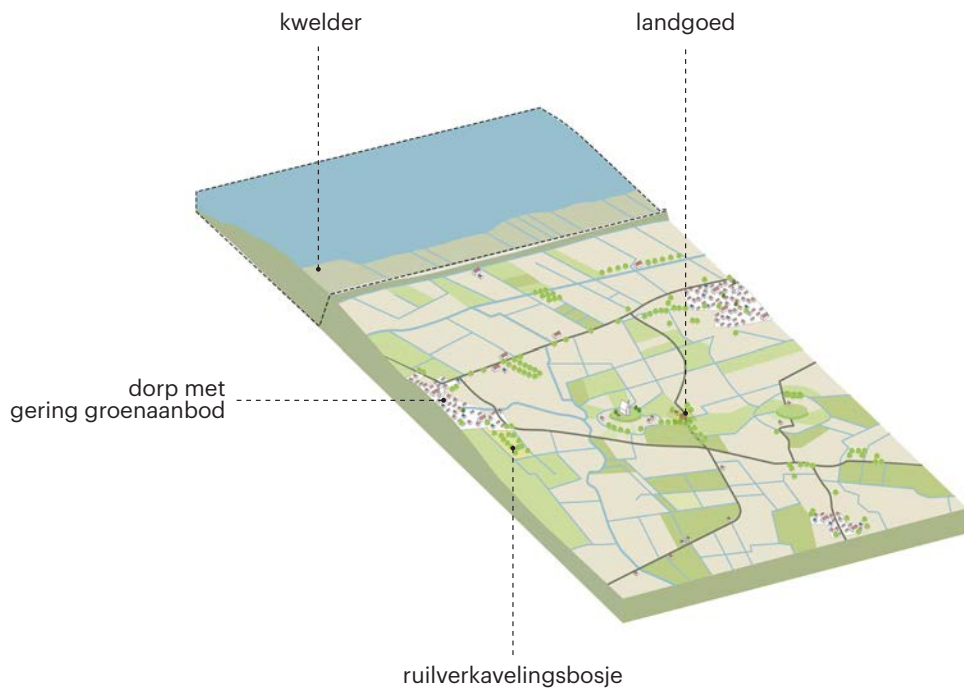 kwelder
landgoed
dorp met
gering groenaanbod
ruilverkavelingsbosje